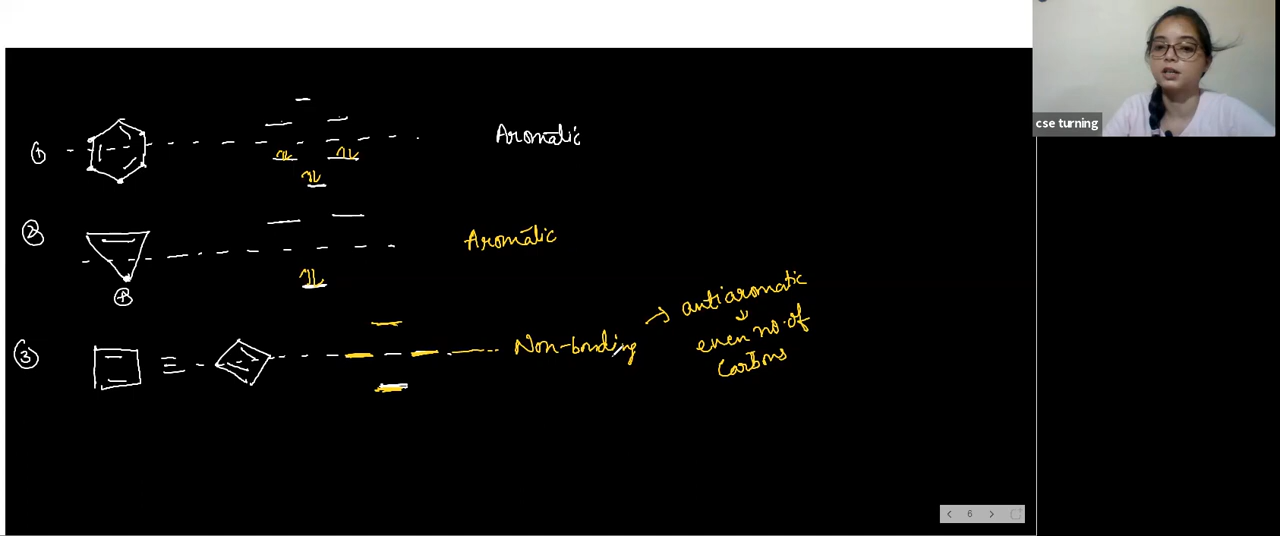 cse turning
① Aromatic
② Aromatic
⊕
③ ≡ Non-bonding → antiaromatic
↓
even no. of
carbons
< 6 >